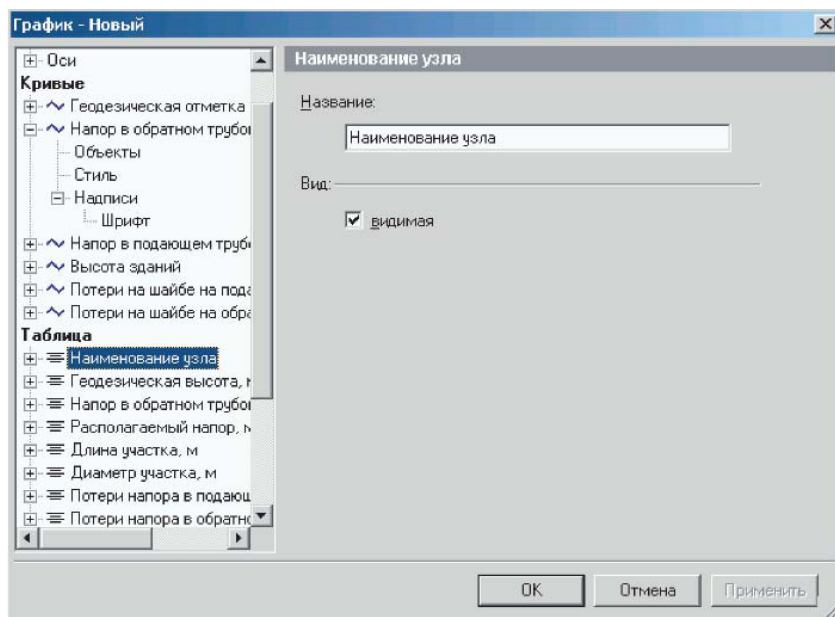 График - Новый
Оси
Кривые
Геодезическая отметка
Напор в обратном трубо
Объекты
Стиль
Надписи
Шрифт
Напор в подающем труб
Высота зданий
Потери на шайбе на пода
Потери на шайбе на обра
Таблица
Наименование узла
Геодезическая высота,
Напор в обратном трубо
Располагаемый напор, м
Длина участка, м
Диаметр участка, м
Потери напора в подающ
Потери напора в обратно
Наименование узла
Название:
Наименование узла
Вид:
видимая
OK
Отмена
Применить